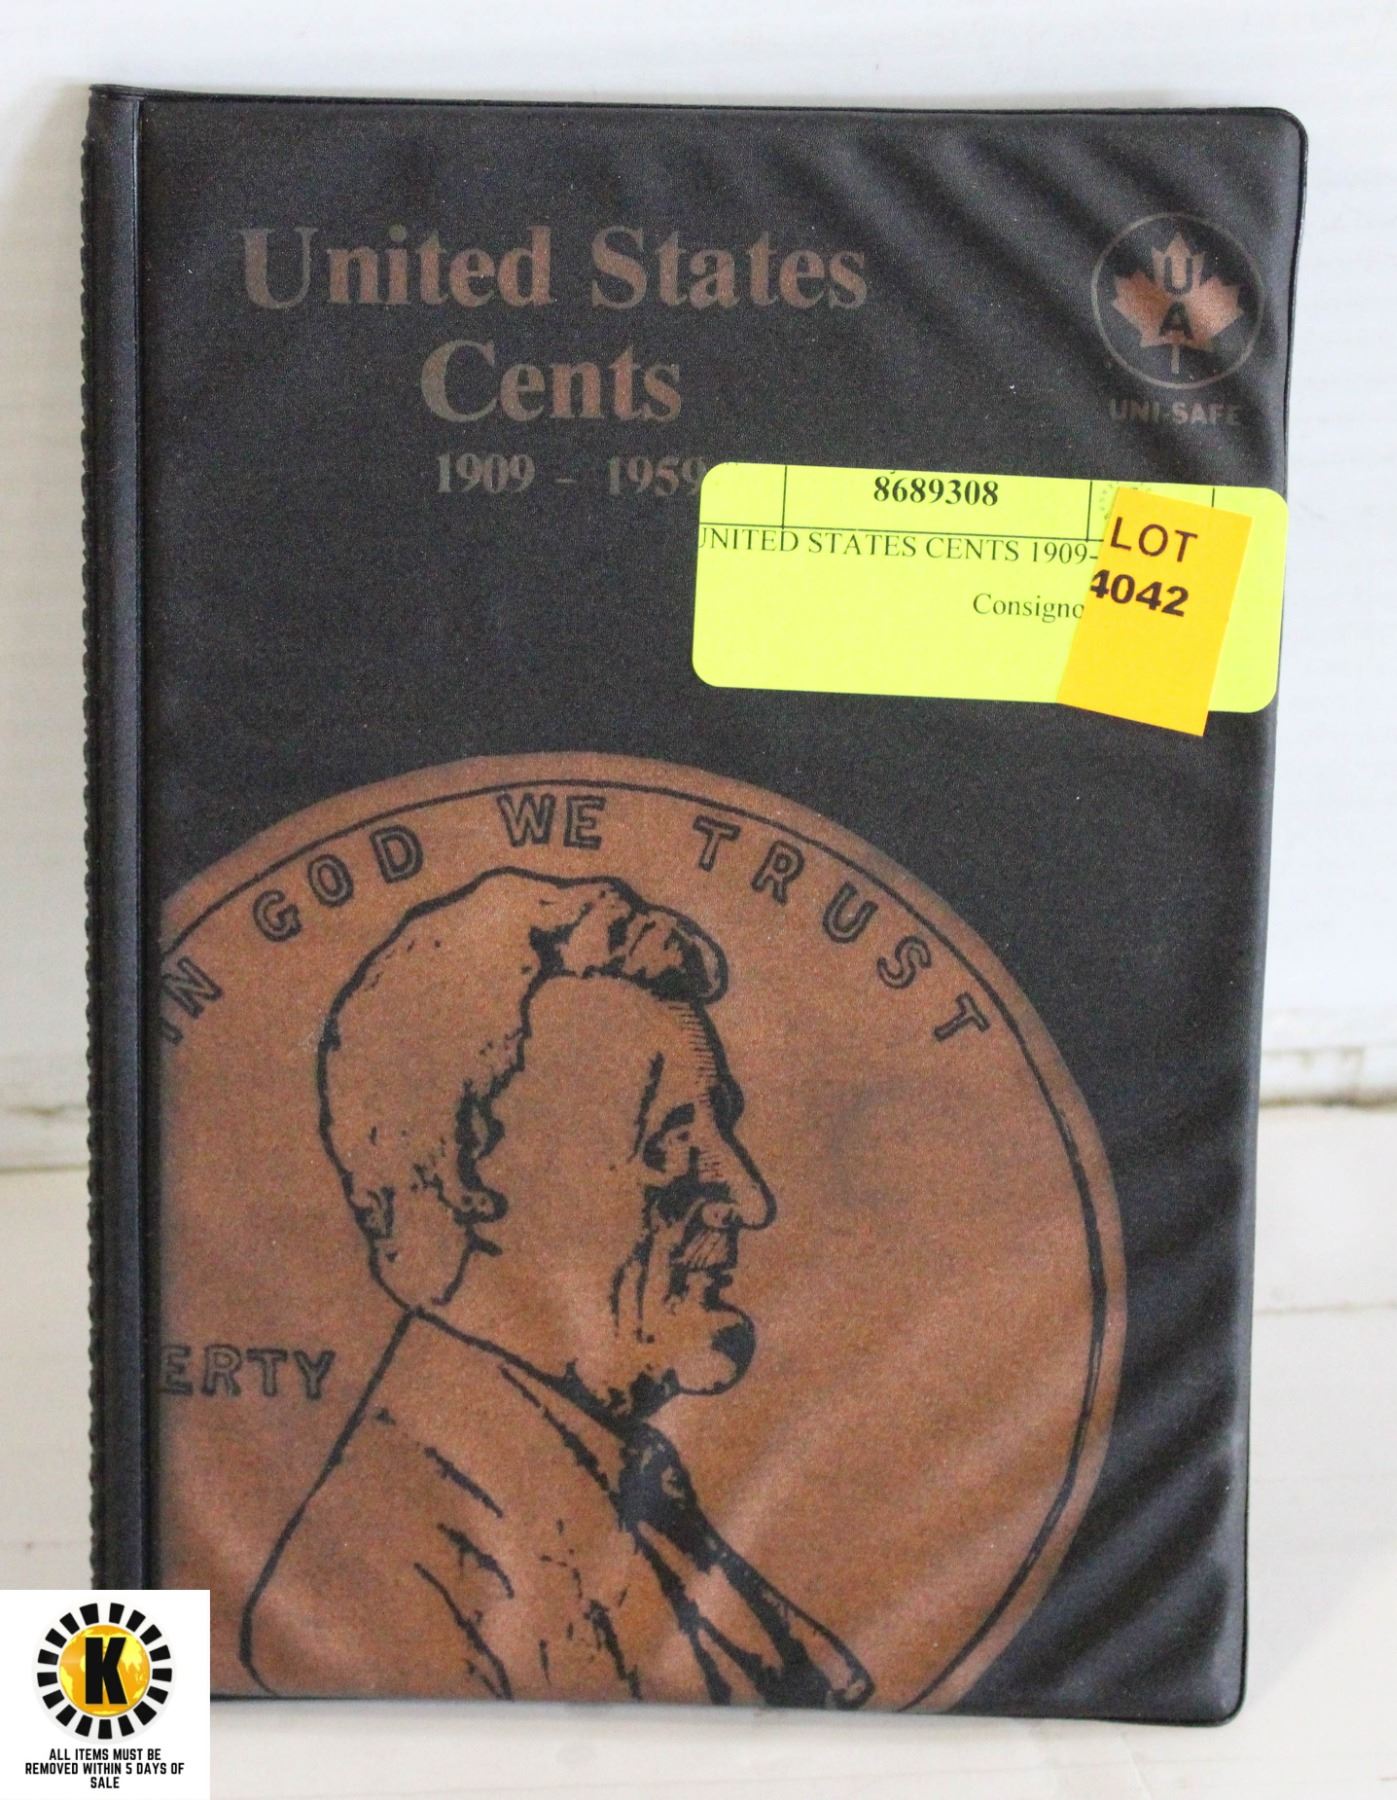 United States
Cents
1909 - 1959
U
A
I
UNI-SAFE
8689308
UNITED STATES CENTS 1909-
LOT
4042
IN GOD WE TRUST
ERTY
K
ALL ITEMS MUST BE
REMOVED WITHIN 5 DAYS OF
SALE